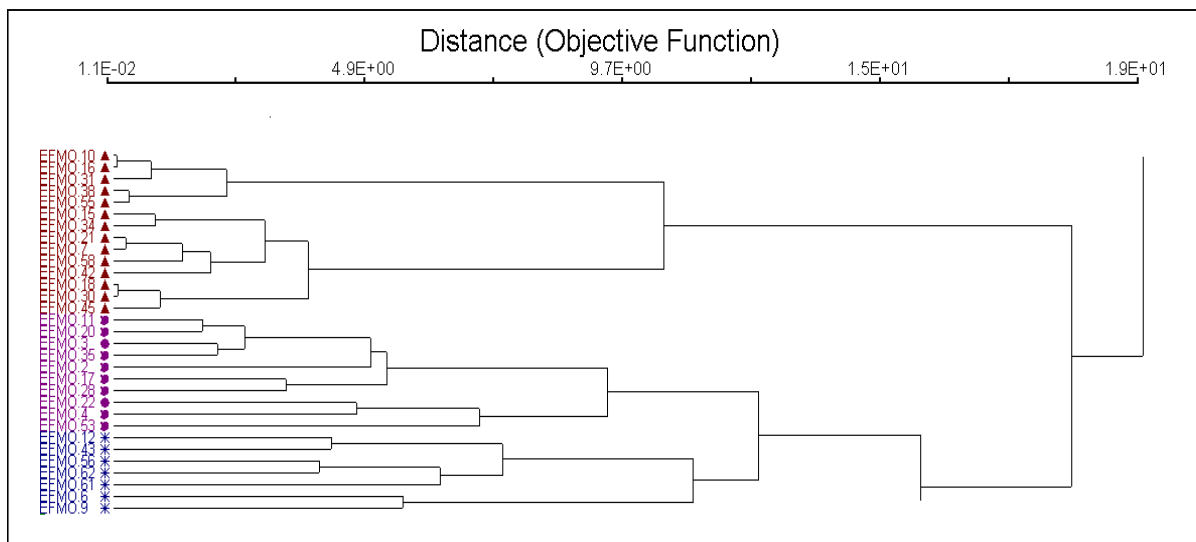 Distance (Objective Function)
1.1E-02 4.9E+00 9.7E+00 1.5E+01 1.9E+01
EFMO.10
EFMO.16
EFMO.31
EFMO.38
EFMO.55
EFMO.15
EFMO.34
EFMO.21
EFMO.7
EFMO.58
EFMO.42
EFMO.18
EFMO.30
EFMO.45
EFMO.11
EFMO.20
EFMO.3
EFMO.35
EFMO.2
EFMO.17
EFMO.28
EFMO.22
EFMO.4
EFMO.53
EFMO.12
EFMO.43
EFMO.56
EFMO.62
EFMO.61
EFMO.6
EFMO.9